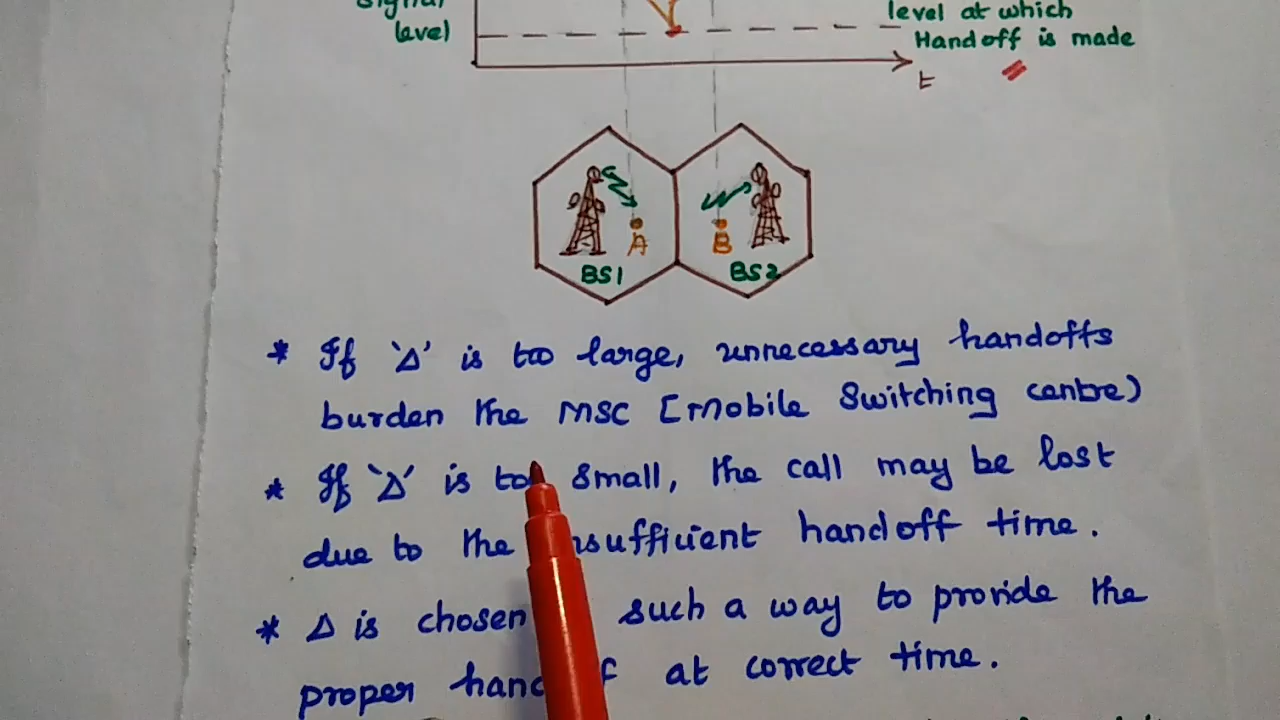 level at which
level
Handoff is made
t
A
B
BS1
BS2
* If 'Δ' is too large, unnecessary handoffs
burden the MSC [Mobile Switching centre)
* If 'Δ' is too small, the call may be lost
due to the insufficient handoff time.
* Δ is chosen such a way to provide the
proper handoff at correct time.